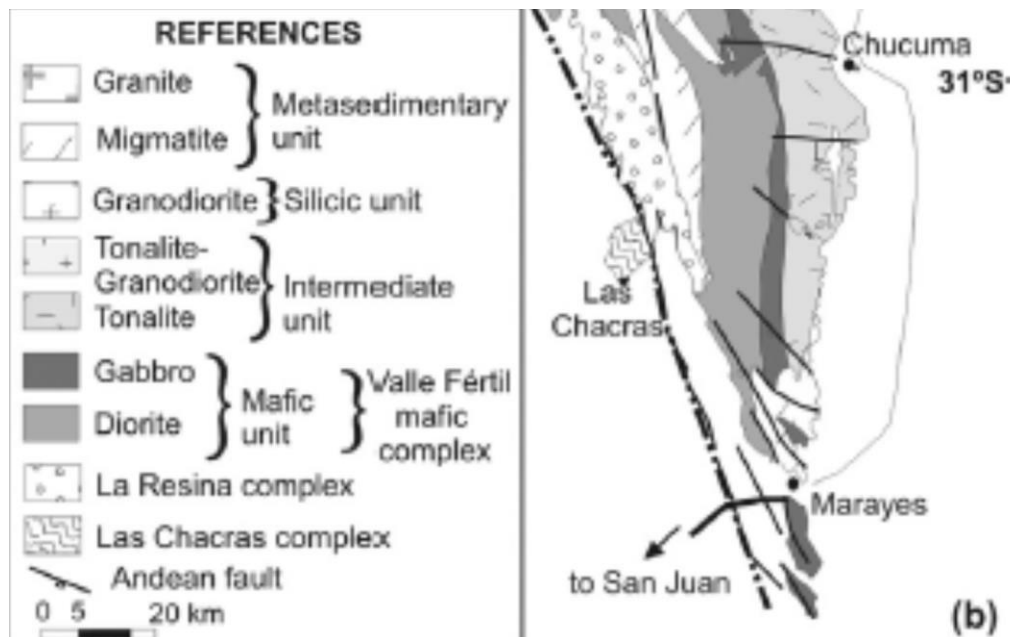 REFERENCES
Granite
Migmatite
Metasedimentary
unit
Granodiorite
Silicic unit
Tonalite-
Granodiorite
Tonalite
Intermediate
unit
Gabbro
Diorite
Mafic
unit
Valle Fértil
mafic
complex
La Resina complex
Las Chacras complex
Andean fault
0 5 20 km
Chucuma
31ºS
Las
Chacras
Marayes
to San Juan
(b)